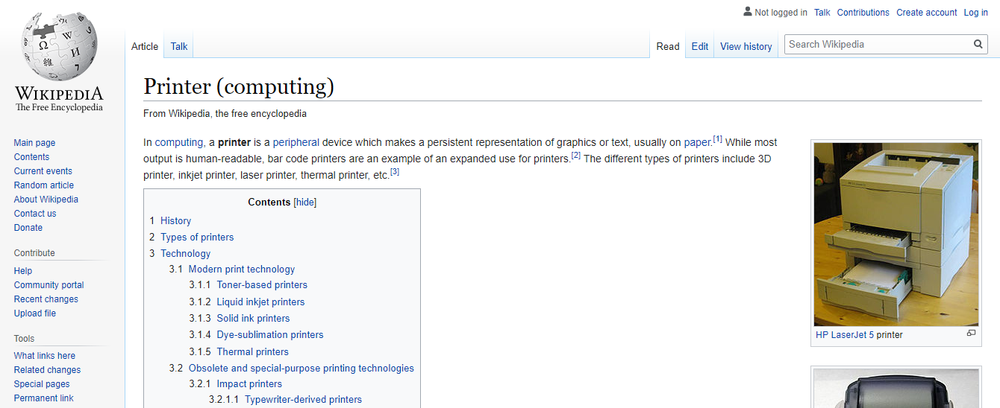 Not logged in Talk Contributions Create account Log in
Article Talk Read Edit View history Search Wikipedia
WIKIPEDIA
The Free Encyclopedia
Main page
Contents
Current events
Random article
About Wikipedia
Contact us
Donate
Contribute
Help
Community portal
Recent changes
Upload file
Tools
What links here
Related changes
Special pages
Permanent link
Printer (computing)
From Wikipedia, the free encyclopedia
In computing, a printer is a peripheral device which makes a persistent representation of graphics or text, usually on paper.[1] While most
output is human-readable, bar code printers are an example of an expanded use for printers.[2] The different types of printers include 3D
printer, inkjet printer, laser printer, thermal printer, etc.[3]
Contents [hide]
1 History
2 Types of printers
3 Technology
3.1 Modern print technology
3.1.1 Toner-based printers
3.1.2 Liquid inkjet printers
3.1.3 Solid ink printers
3.1.4 Dye-sublimation printers
3.1.5 Thermal printers
3.2 Obsolete and special-purpose printing technologies
3.2.1 Impact printers
3.2.1.1 Typewriter-derived printers
HP LaserJet 5 printer